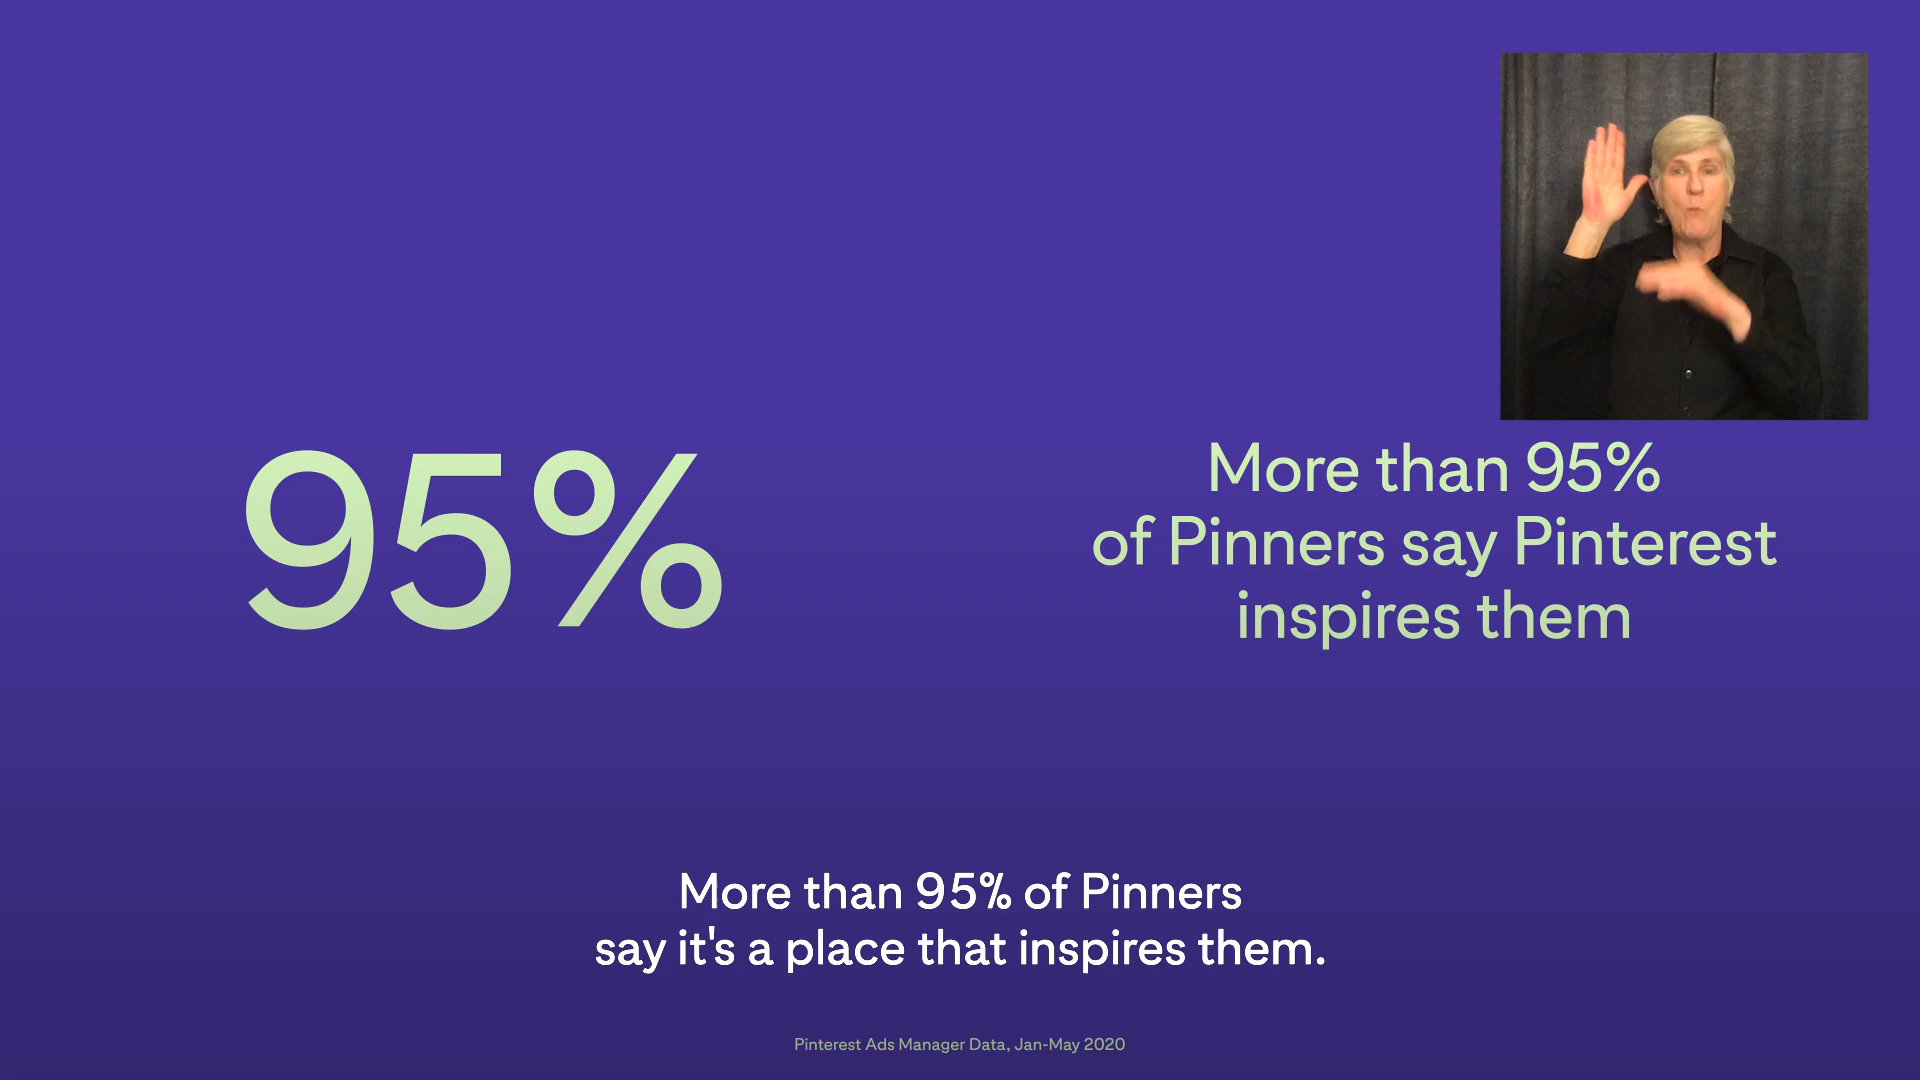 95%
More than 95%
of Pinners say Pinterest
inspires them
More than 95% of Pinners
say it's a place that inspires them.
Pinterest Ads Manager Data, Jan-May 2020